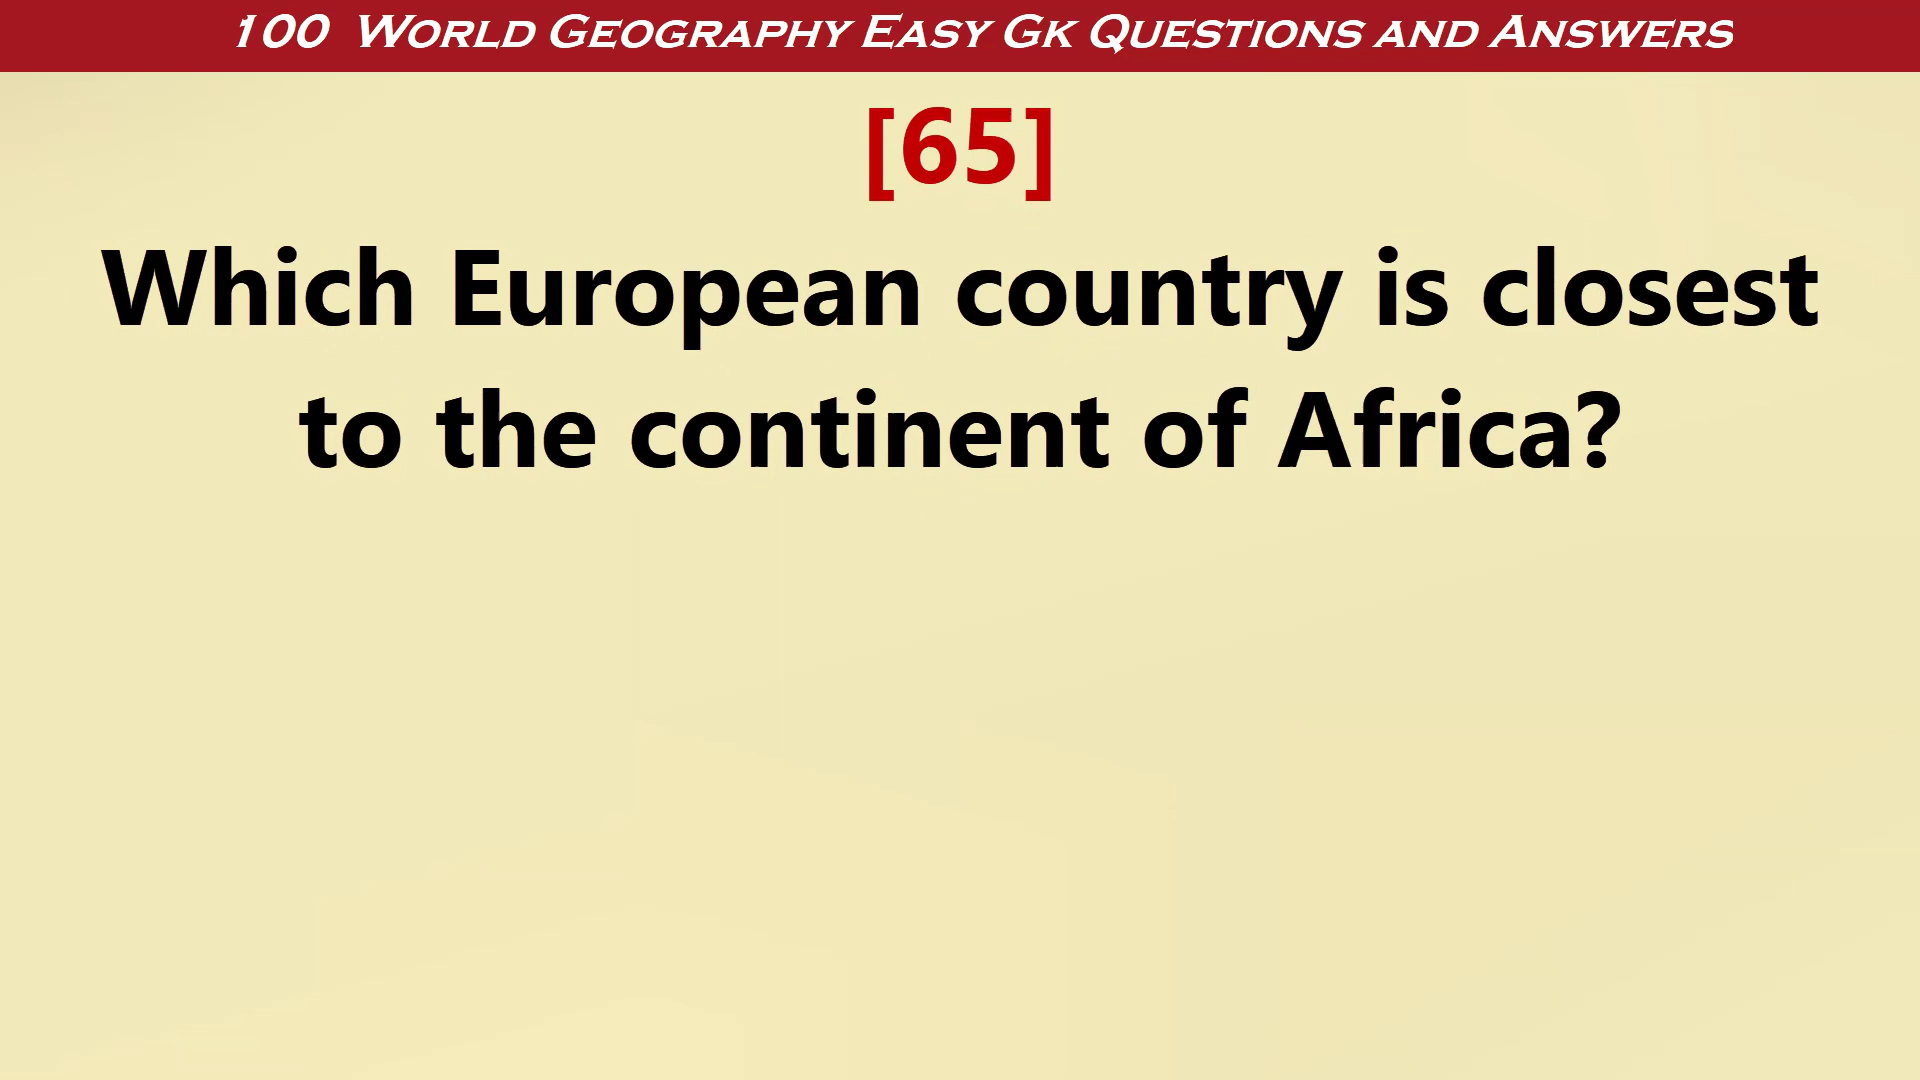 100 World Geography Easy Gk Questions and Answers
[65]
Which European country is closest
to the continent of Africa?